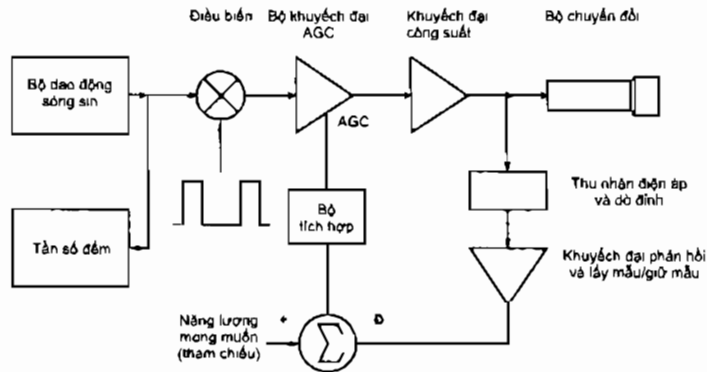 Điều biến
Bộ khuyếch đại
AGC
Khuyếch đại
công suất
Bộ chuyển đổi
Bộ dao động
sóng sin
AGC
Tần số đếm
Bộ
tích hợp
Thu nhận điện áp
và dò đỉnh
Khuyếch đại phản hồi
và lấy mẫu/giữ mẫu
Năng lượng
mong muốn
(tham chiếu)
+
Đ
Σ